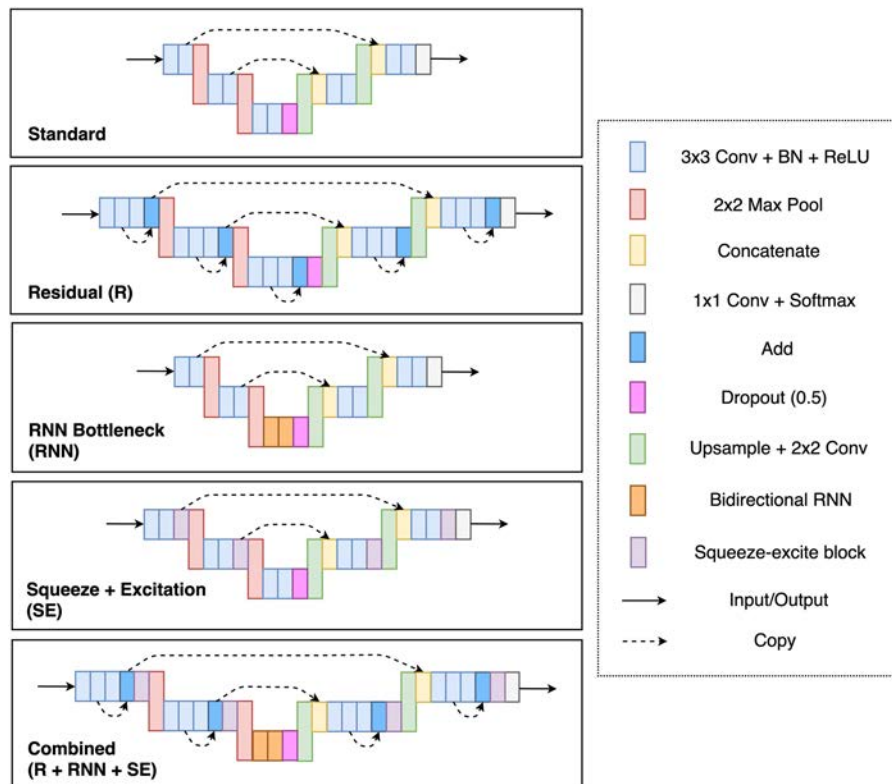 Standard
Residual (R)
RNN Bottleneck
(RNN)
Squeeze + Excitation
(SE)
Combined
(R + RNN + SE)
3x3 Conv + BN + ReLU
2x2 Max Pool
Concatenate
1x1 Conv + Softmax
Add
Dropout (0.5)
Upsample + 2x2 Conv
Bidirectional RNN
Squeeze-excite block
Input/Output
Copy